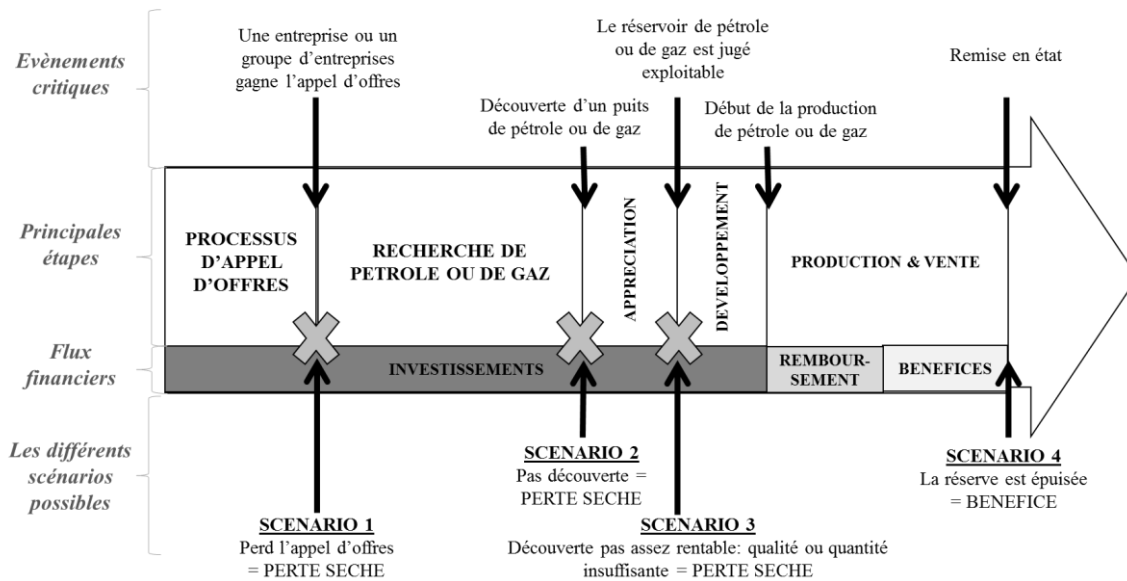 Evènements
critiques
Une entreprise ou un
groupe d'entreprises
gagne l'appel d'offres
Découverte d'un puits
de pétrole ou de gaz
Le réservoir de pétrole
ou de gaz est jugé
exploitable
Début de la production
de pétrole ou de gaz
Remise en état
Principales
étapes
PROCESSUS
D'APPEL
D'OFFRES
RECHERCHE DE
PETROLE OU DE GAZ
APPRECIATION
DEVELOPPEMENT
PRODUCTION & VENTE
Flux
financiers
INVESTISSEMENTS
REMBOUR-
SEMENT
BENEFICES
Les différents
scénarios
possibles
SCENARIO 1
Perd l'appel d'offres
= PERTE SECHE
SCENARIO 2
Pas découverte =
PERTE SECHE
SCENARIO 3
Découverte pas assez rentable: qualité ou quantité
insuffisante = PERTE SECHE
SCENARIO 4
La réserve est épuisée
= BENEFICE